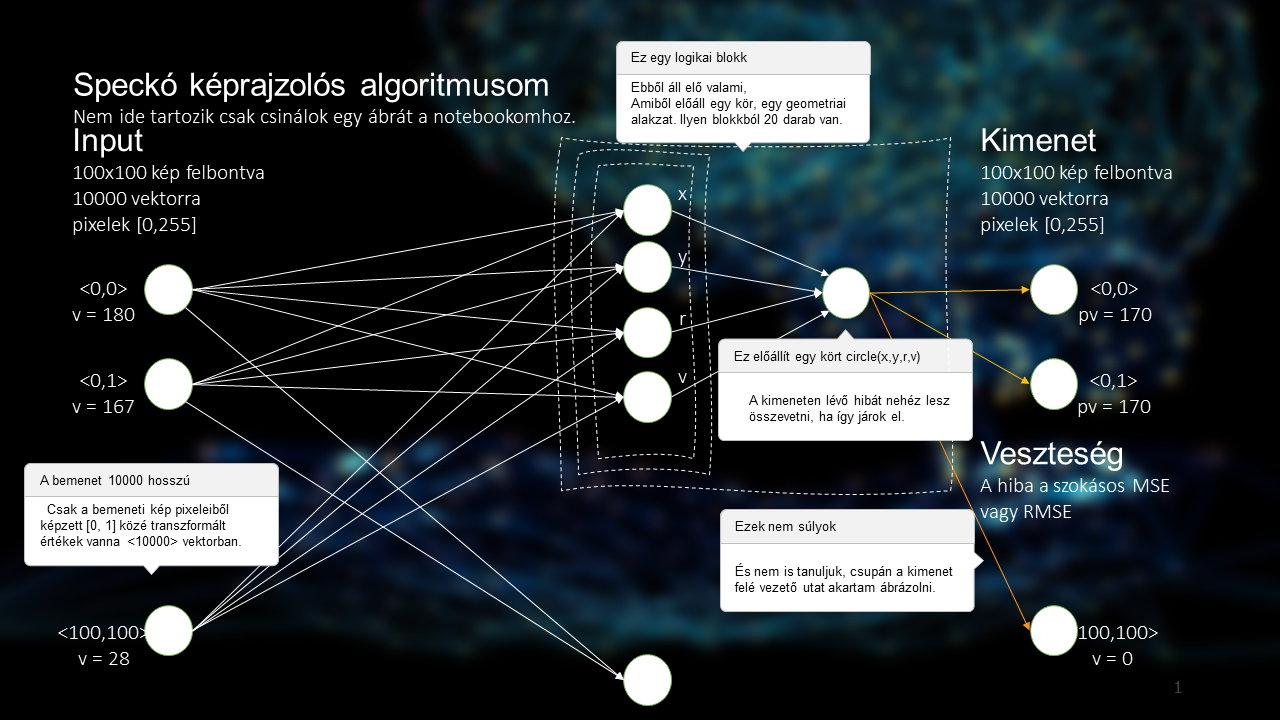 Speckó képrajzolós algoritmusom
Nem ide tartozik csak csinálok egy ábrát a notebookomhoz.
Input
100x100 kép felbontva
10000 vektorra
pixelek [0,255]
<0,0>
v = 180
<0,1>
v = 167
A bemenet 10000 hosszú
Csak a bemeneti kép pixeleiből
képzett [0, 1] közé transzformált
értékek vanna <10000> vektorban.
<100,100>
v = 28
Ez egy logikai blokk
Ebből áll elő valami,
Amiből előáll egy kör, egy geometriai
alakzat. Ilyen blokkból 20 darab van.
x
y
r
v
Ez előállít egy kört circle(x,y,r,v)
A kimeneten lévő hibát nehéz lesz
összevetni, ha így járok el.
Ezek nem súlyok
És nem is tanuljuk, csupán a kimenet
felé vezető utat akartam ábrázolni.
Kimenet
100x100 kép felbontva
10000 vektorra
pixelek [0,255]
<0,0>
pv = 170
<0,1>
pv = 170
Veszteség
A hiba a szokásos MSE
vagy RMSE
100,100>
v = 0
1